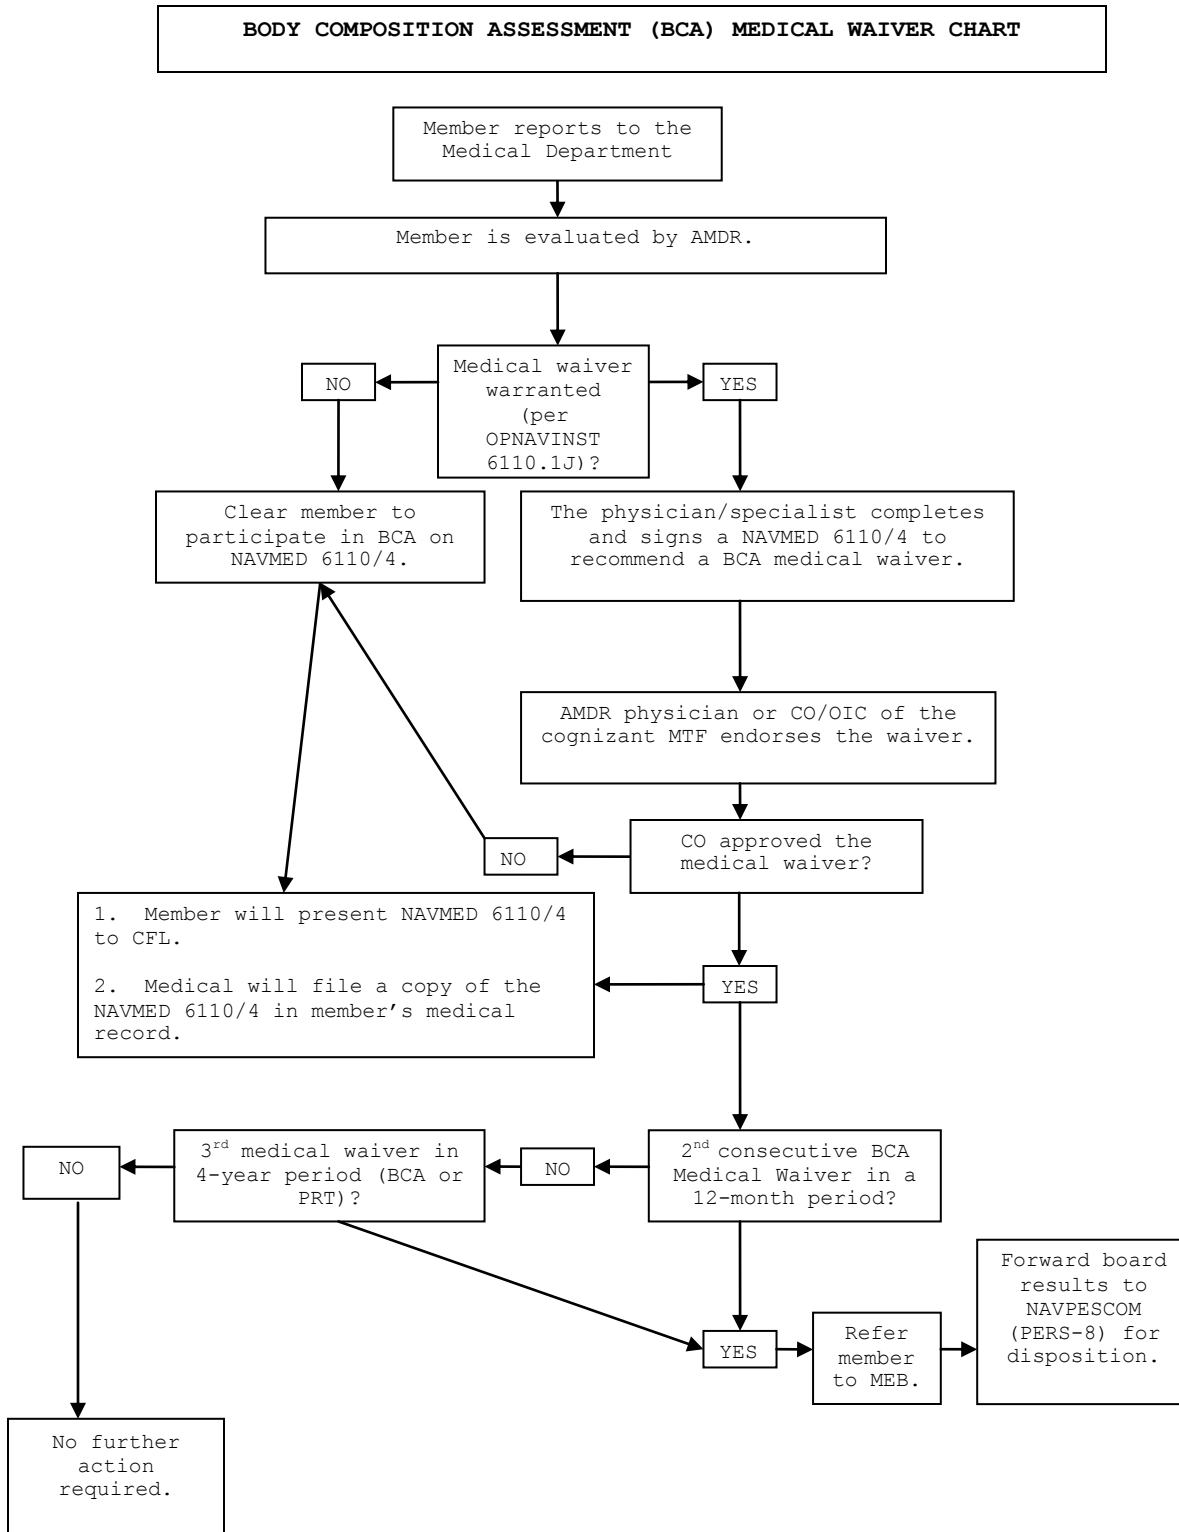 BODY COMPOSITION ASSESSMENT (BCA) MEDICAL WAIVER CHART
Member reports to the
Medical Department
Member is evaluated by AMDR.
NO
Medical waiver
warranted
(per
OPNAVINST
6110.1J)?
YES
Clear member to
participate in BCA on
NAVMED 6110/4.
The physician/specialist completes
and signs a NAVMED 6110/4 to
recommend a BCA medical waiver.
AMDR physician or CO/OIC of the
cognizant MTF endorses the waiver.
NO
CO approved the
medical waiver?
1. Member will present NAVMED 6110/4
to CFL.
2. Medical will file a copy of the
NAVMED 6110/4 in member’s medical
record.
YES
NO
3rd medical waiver in
4-year period (BCA or
PRT)?
NO
2nd consecutive BCA
Medical Waiver in a
12-month period?
YES
Refer
member
to MEB.
Forward board
results to
NAVPESCOM
(PERS-8) for
disposition.
No further
action
required.